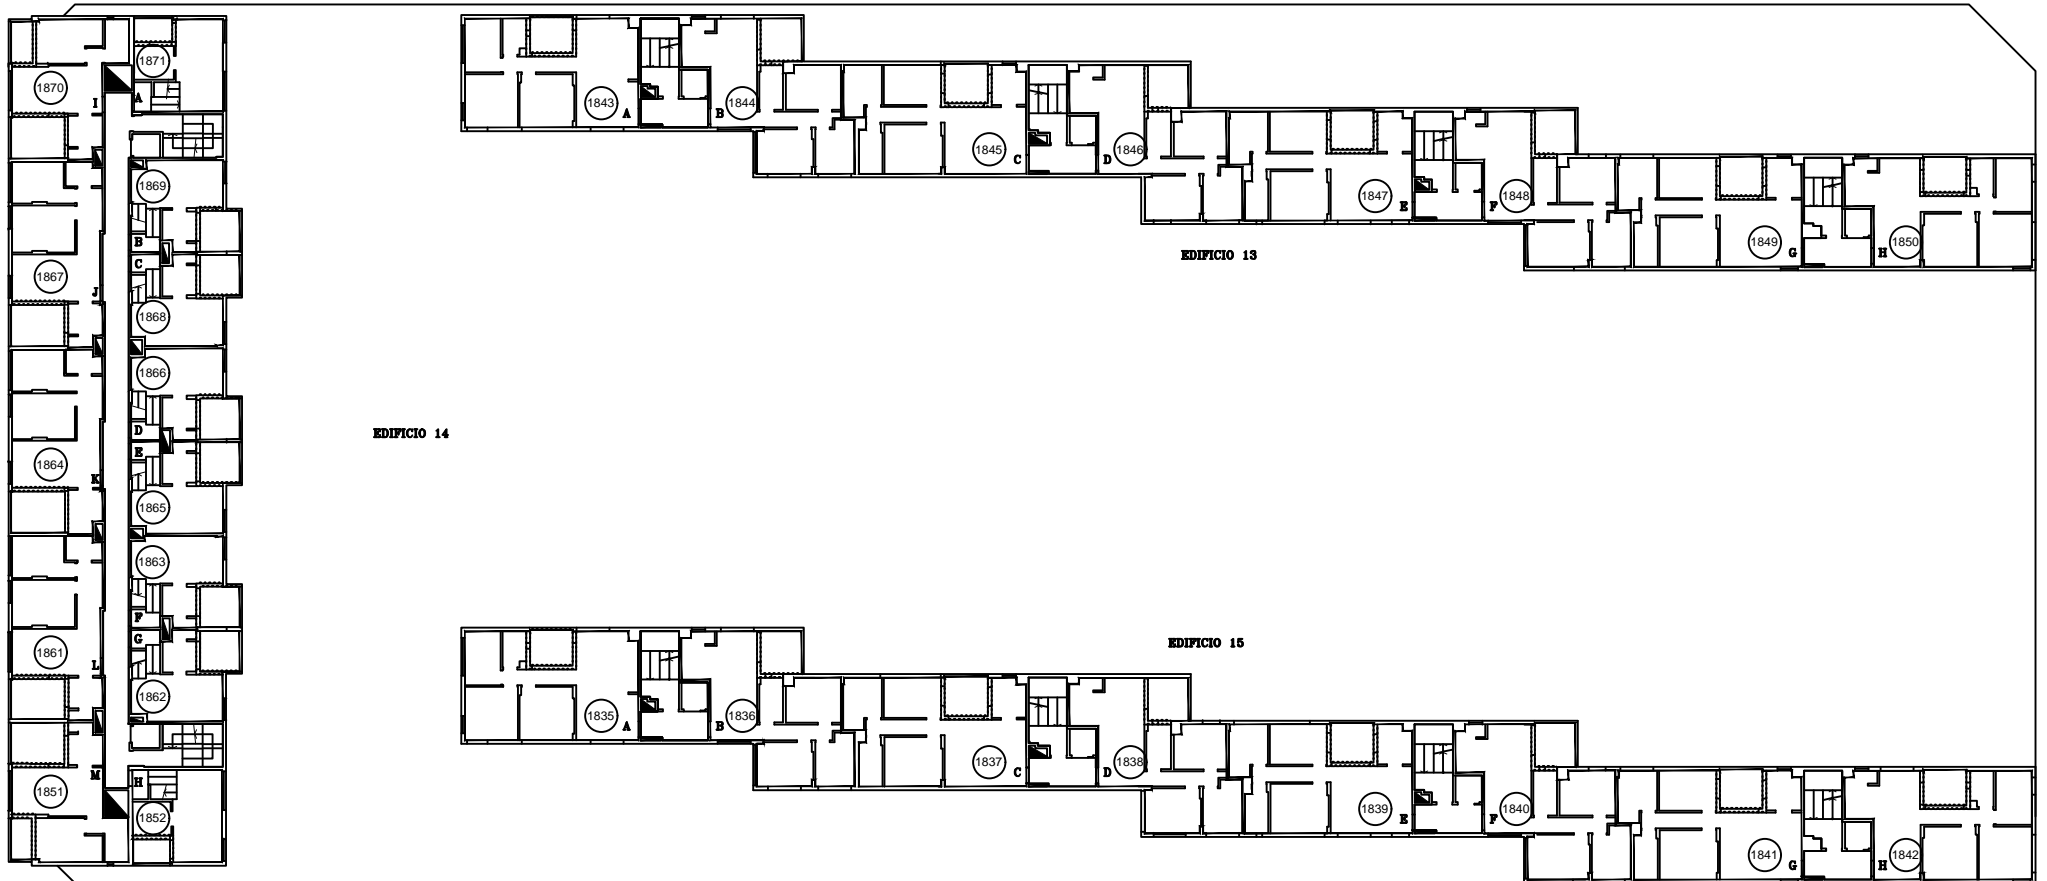 1871
1870
I
A
1869
B
C
1867
J
1868
1866
D
E
1864
K
1865
1863
F
G
1861
L
1862
M
H
1851
1852
EDIFICIO 14
1843
A
B
1844
1845
C
D
1846
1847
E
F
1848
1849
G
H
1850
EDIFICIO 13
EDIFICIO 15
1835
A
B
1836
1837
C
D
1838
1839
E
F
1840
1841
G
H
1842